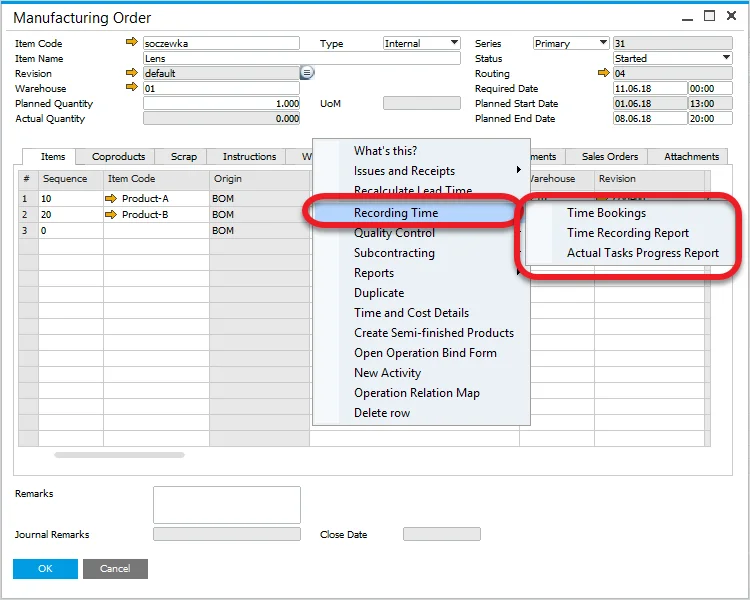 Manufacturing Order
Item Code soczewka Type Internal Series Primary 31
Item Name Lens Status Started
Revision default Routing 04
Warehouse 01 Required Date 11.06.18 00:00
Planned Quantity 1.000 UoM Planned Start Date 01.06.18 13:00
Actual Quantity 0.000 Planned End Date 08.06.18 20:00
Items Coproducts Scrap Instructions Sales Orders Attachments
# Sequence Item Code Origin Warehouse Revision
1 10 Product-A BOM
2 20 Product-B BOM
3 0 BOM
What's this?
Issues and Receipts
Recalculate Lead Time
Recording Time
Quality Control
Subcontracting
Reports
Duplicate
Time and Cost Details
Create Semi-finished Products
Open Operation Bind Form
New Activity
Operation Relation Map
Delete row
Time Bookings
Time Recording Report
Actual Tasks Progress Report
Remarks
Journal Remarks Close Date
OK Cancel